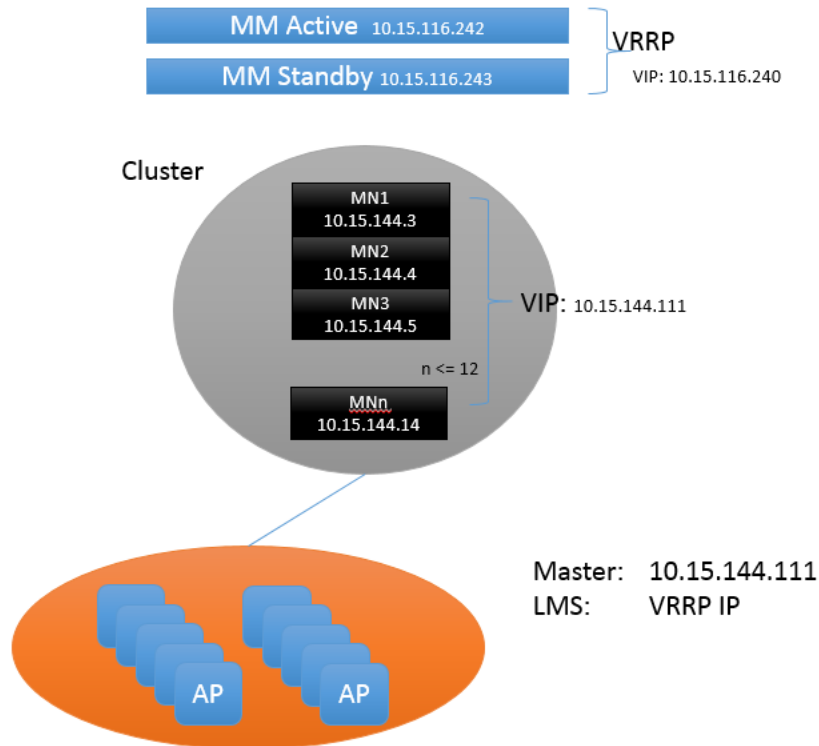 MM Active 10.15.116.242
VRRP
MM Standby 10.15.116.243
VIP: 10.15.116.240
Cluster
MN1
10.15.144.3
MN2
10.15.144.4
MN3
10.15.144.5
VIP: 10.15.144.111
n <= 12
MNn
10.15.144.14
Master: 10.15.144.111
LMS: VRRP IP
AP AP